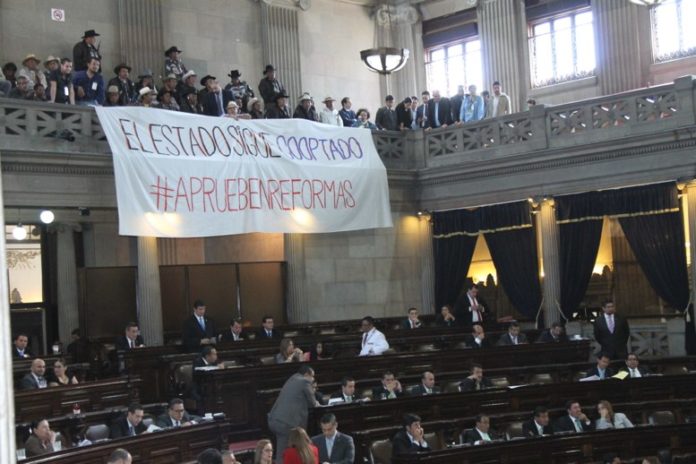 EL ESTADO SIGUE COOPTADO
#APRUEBENREFORMAS